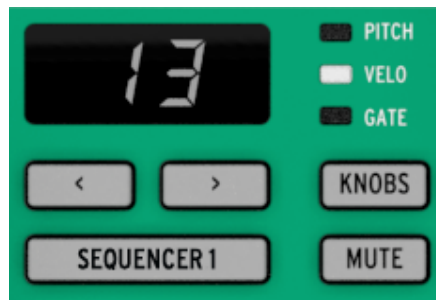 13
PITCH
VELO
GATE
< > KNOBS
SEQUENCER 1 MUTE